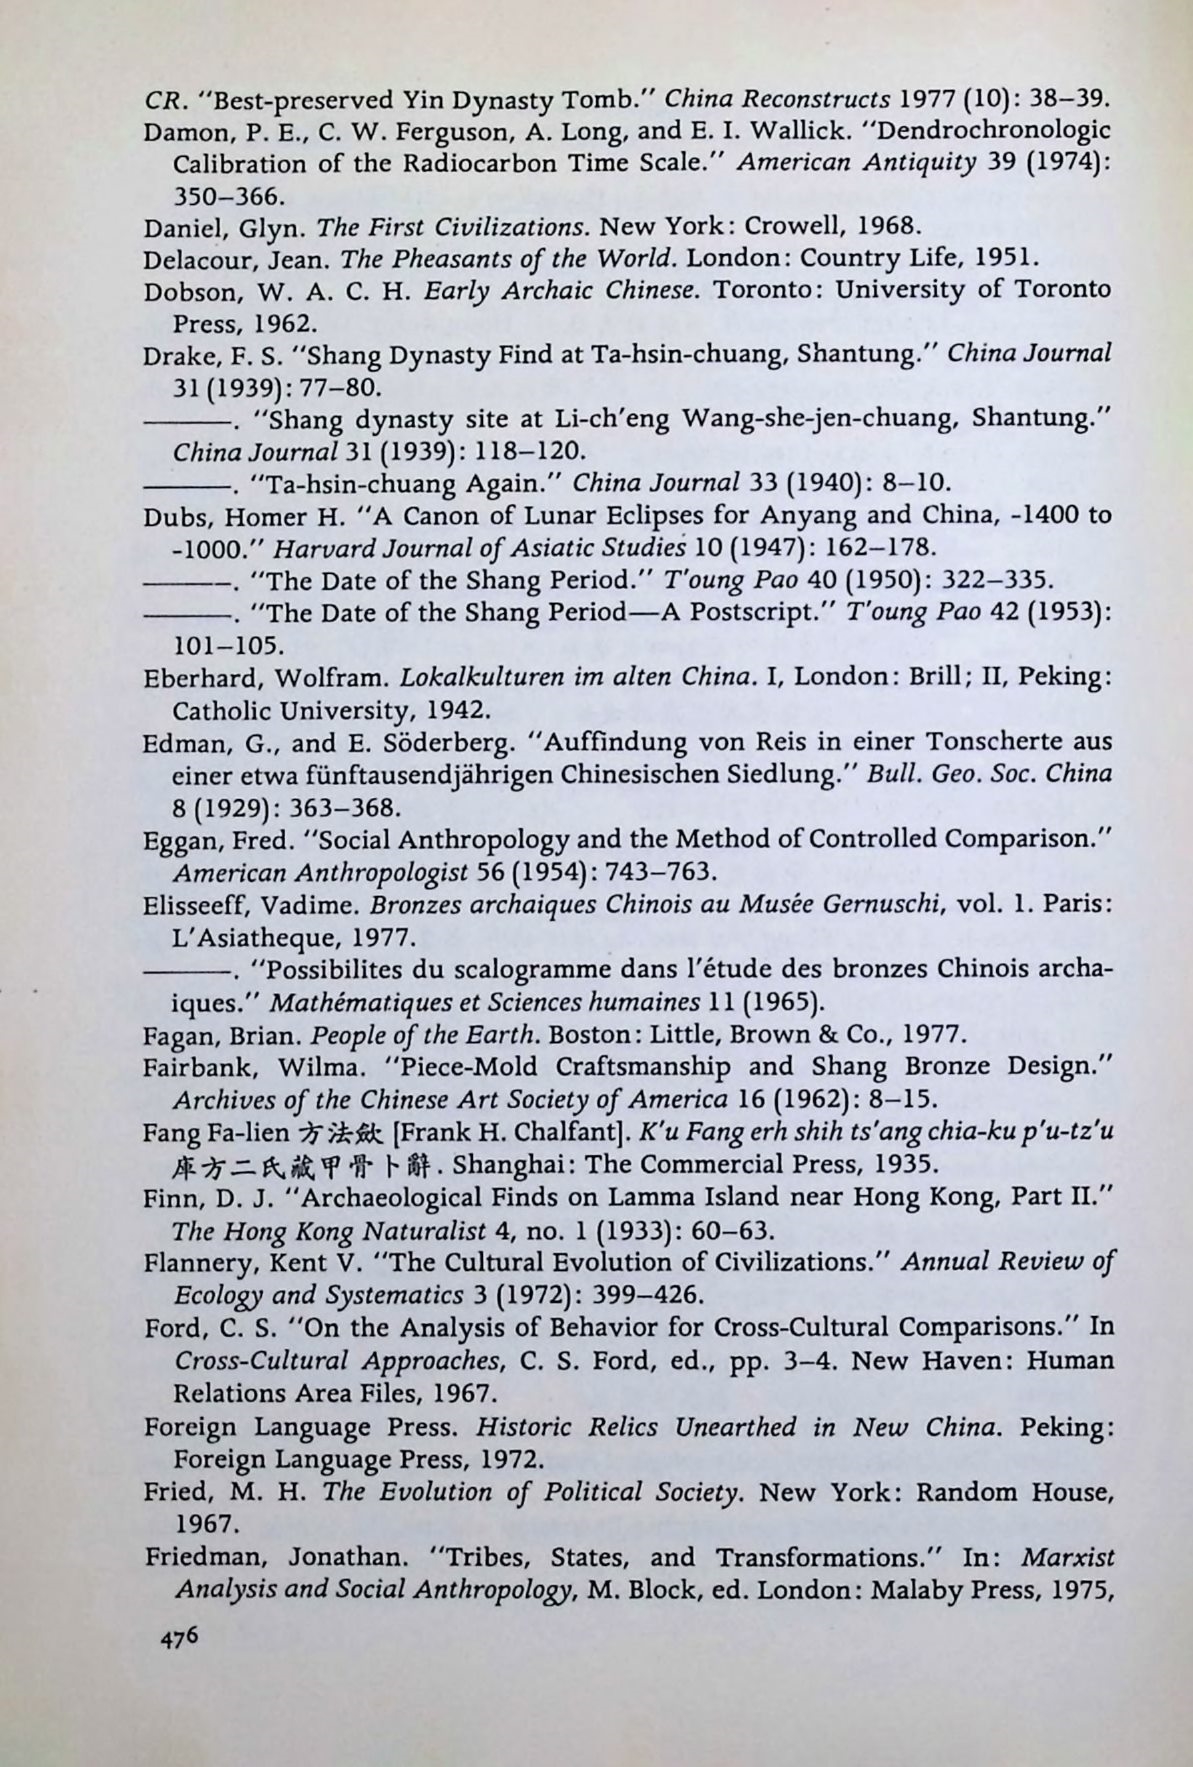 CR. "Best-preserved Yin Dynasty Tomb." China Reconstructs 1977 (10): 38–39.
Damon, P. E., C. W. Ferguson, A. Long, and E. I. Wallick. "Dendrochronologic
Calibration of the Radiocarbon Time Scale." American Antiquity 39 (1974):
350–366.
Daniel, Glyn. The First Civilizations. New York: Crowell, 1968.
Delacour, Jean. The Pheasants of the World. London: Country Life, 1951.
Dobson, W. A. C. H. Early Archaic Chinese. Toronto: University of Toronto
Press, 1962.
Drake, F. S. "Shang Dynasty Find at Ta-hsin-chuang, Shantung." China Journal
31 (1939): 77–80.
———. "Shang dynasty site at Li-ch'eng Wang-she-jen-chuang, Shantung."
China Journal 31 (1939): 118–120.
———. "Ta-hsin-chuang Again." China Journal 33 (1940): 8–10.
Dubs, Homer H. "A Canon of Lunar Eclipses for Anyang and China, -1400 to
-1000." Harvard Journal of Asiatic Studies 10 (1947): 162–178.
———. "The Date of the Shang Period." T'oung Pao 40 (1950): 322–335.
———. "The Date of the Shang Period—A Postscript." T'oung Pao 42 (1953):
101–105.
Eberhard, Wolfram. Lokalkulturen im alten China. I, London: Brill; II, Peking:
Catholic University, 1942.
Edman, G., and E. Söderberg. "Auffindung von Reis in einer Tonscherte aus
einer etwa fünftausendjährigen Chinesischen Siedlung." Bull. Geo. Soc. China
8 (1929): 363–368.
Eggan, Fred. "Social Anthropology and the Method of Controlled Comparison."
American Anthropologist 56 (1954): 743–763.
Elisseeff, Vadime. Bronzes archaiques Chinois au Musée Gernuschi, vol. 1. Paris:
L'Asiatheque, 1977.
———. "Possibilites du scalogramme dans l'étude des bronzes Chinois archa-
iques." Mathématiques et Sciences humaines 11 (1965).
Fagan, Brian. People of the Earth. Boston: Little, Brown & Co., 1977.
Fairbank, Wilma. "Piece-Mold Craftsmanship and Shang Bronze Design."
Archives of the Chinese Art Society of America 16 (1962): 8–15.
Fang Fa-lien 方法歛 [Frank H. Chalfant]. K'u Fang erh shih ts'ang chia-ku p'u-tz'u
庫方二氏藏甲骨卜辭. Shanghai: The Commercial Press, 1935.
Finn, D. J. "Archaeological Finds on Lamma Island near Hong Kong, Part II."
The Hong Kong Naturalist 4, no. 1 (1933): 60–63.
Flannery, Kent V. "The Cultural Evolution of Civilizations." Annual Review of
Ecology and Systematics 3 (1972): 399–426.
Ford, C. S. "On the Analysis of Behavior for Cross-Cultural Comparisons." In
Cross-Cultural Approaches, C. S. Ford, ed., pp. 3–4. New Haven: Human
Relations Area Files, 1967.
Foreign Language Press. Historic Relics Unearthed in New China. Peking:
Foreign Language Press, 1972.
Fried, M. H. The Evolution of Political Society. New York: Random House,
1967.
Friedman, Jonathan. "Tribes, States, and Transformations." In: Marxist
Analysis and Social Anthropology, M. Block, ed. London: Malaby Press, 1975,
476